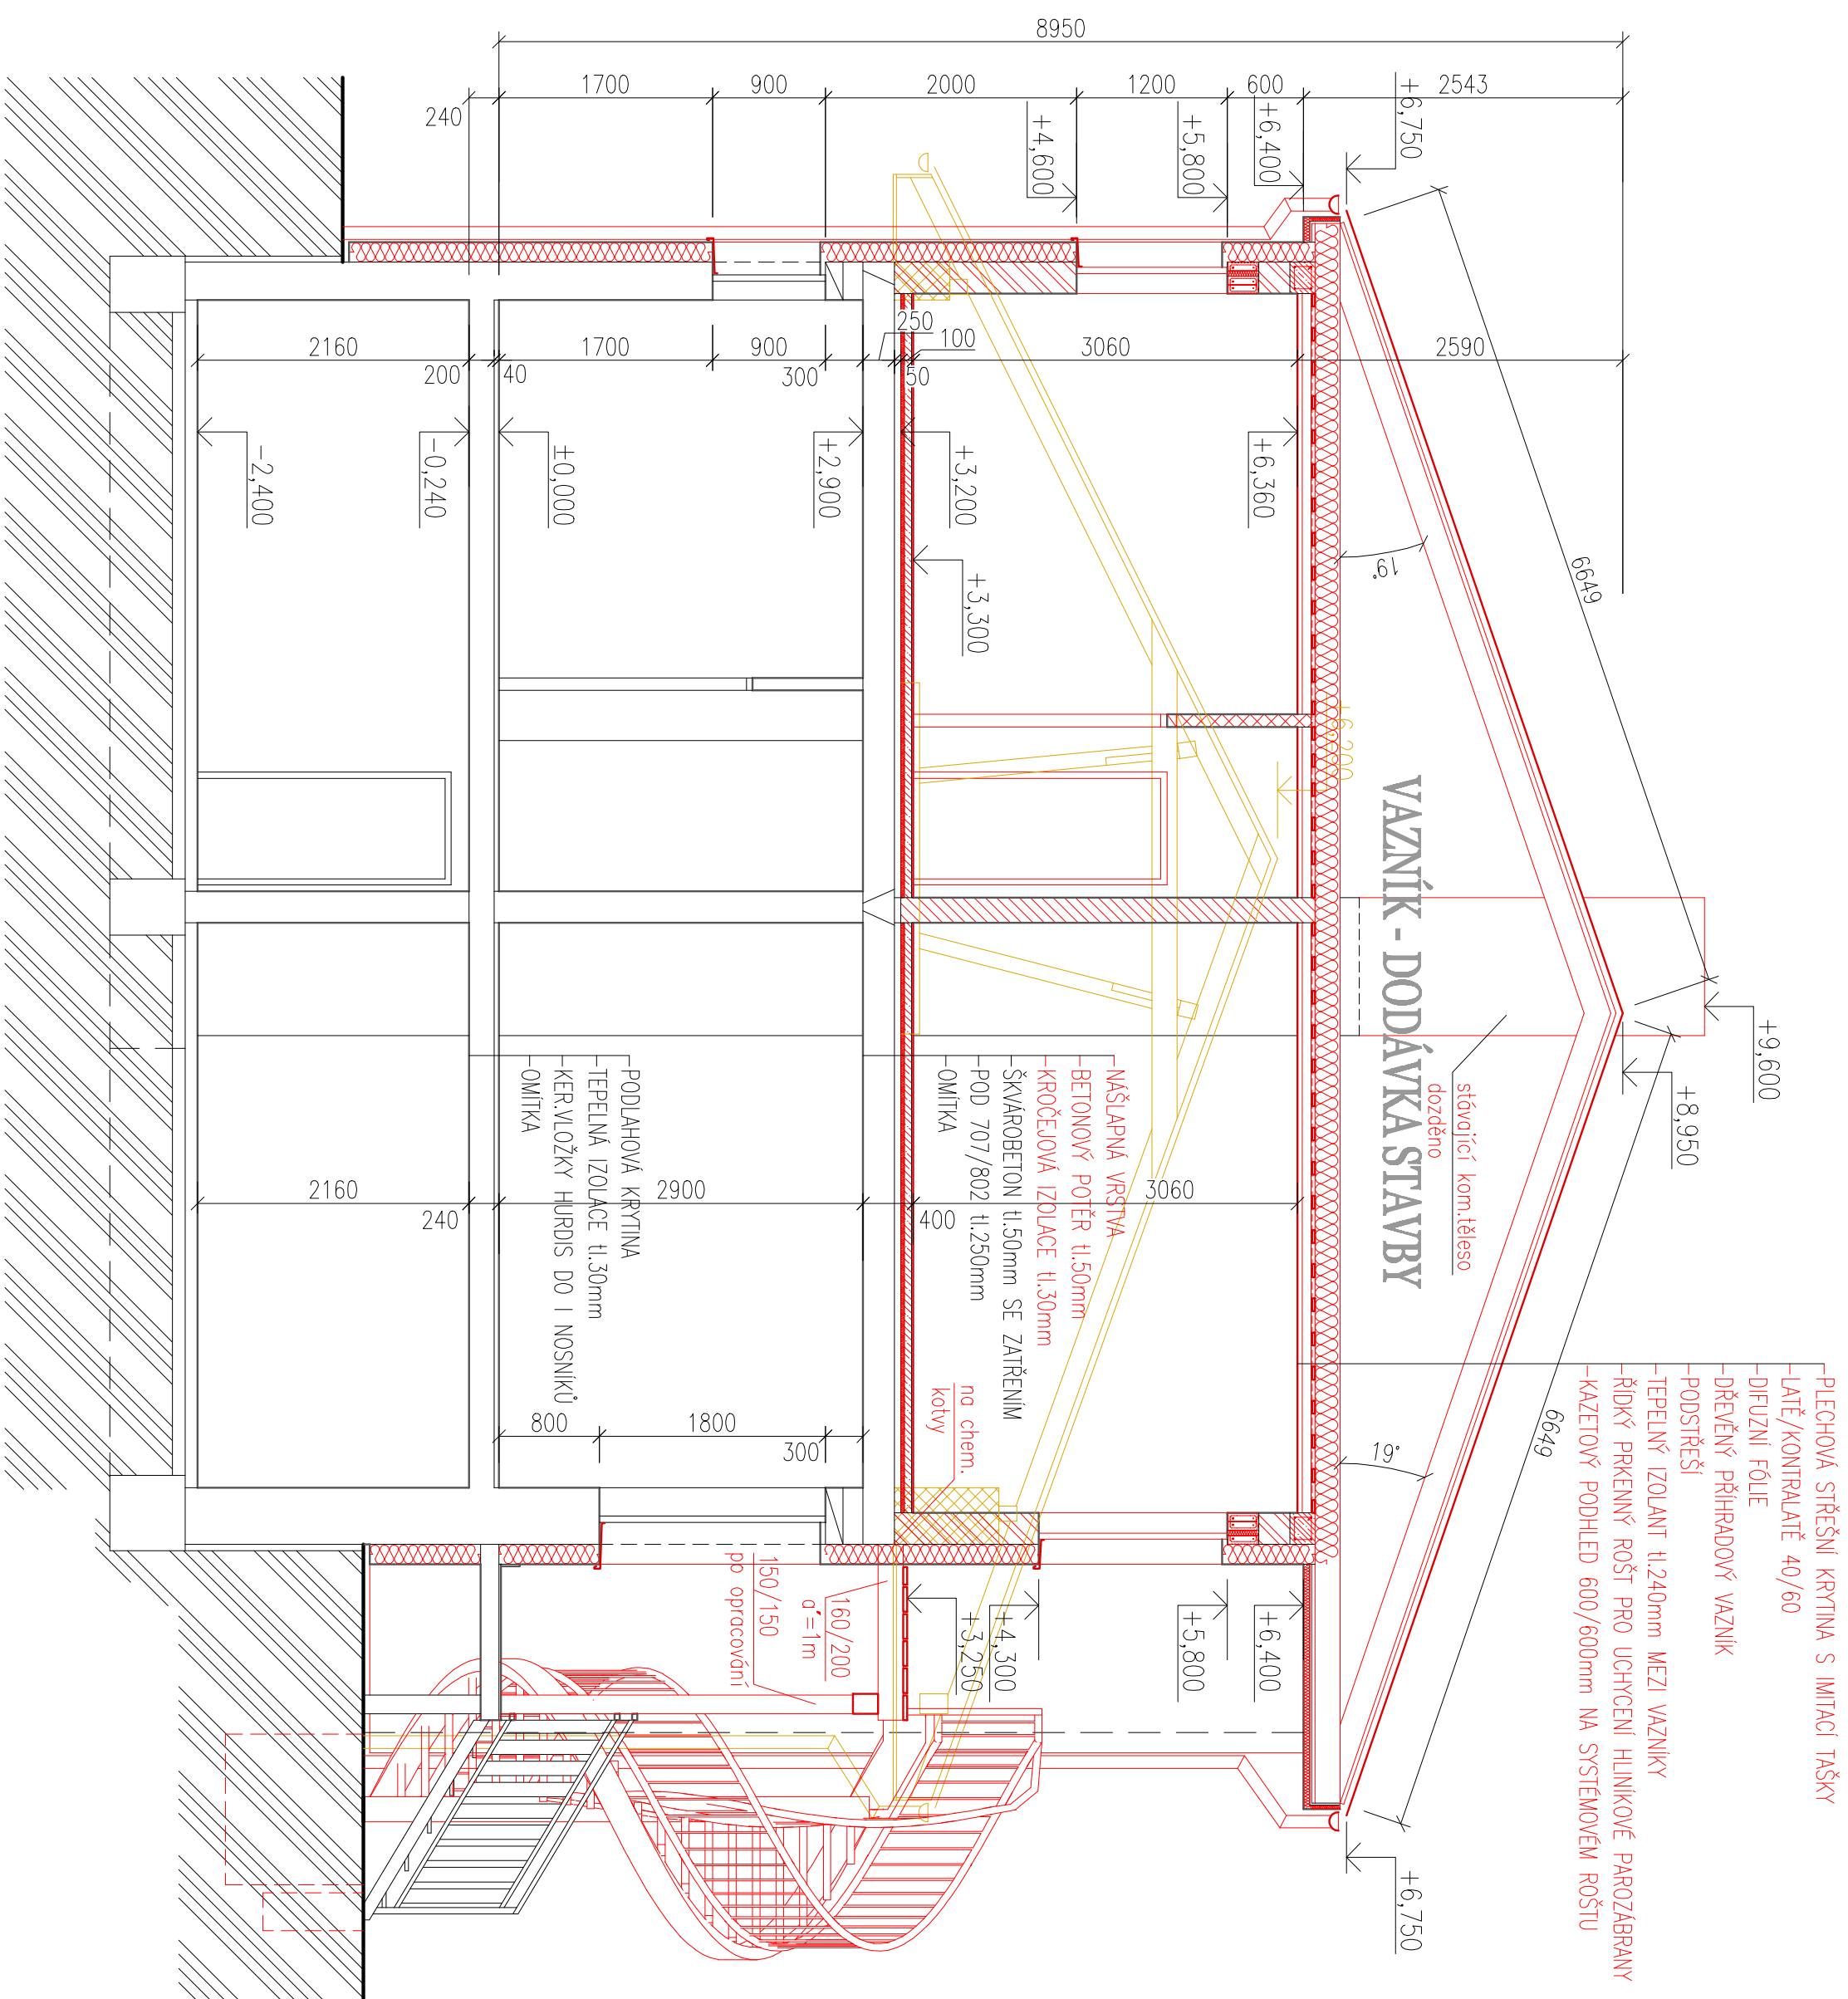 8950
1700
900
2000
1200
600
2543
240
+4,600
+5,800
+6,400
+6,750
6649
6649
19°
19°
2160
200
40
1700
900
300
250
100
50
3060
2590
-2,400
-0,240
±0,000
+2,900
+3,200
+3,300
+6,360
+6,200
+9,600
+8,950
VAZNÍK - DODÁVKA STAVBY
stávající kom.těleso
dozděno
PLECHOVÁ STŘEŠNÍ KRYTINA S IMITACÍ TAŠKY
LATĚ/KONTRALATĚ 40/60
DIFUZNÍ FÓLIE
DŘEVĚNÝ PŘÍHRADOVÝ VAZNÍK
PODSTŘEŠÍ
TEPELNÝ IZOLANT tl.240mm MEZI VAZNÍKY
ŘÍDKÝ PRKENNÝ ROŠT PRO UCHYCENÍ HLINÍKOVÉ PAROZÁBRANY
KAZETOVÝ PODHLED 600/600mm NA SYSTÉMOVÉM ROŠTU
NÁŠLAPNÁ VRSTVA
BETONOVÝ POTĚR tl.50mm
KROČEJOVÁ IZOLACE tl.30mm
ŠKVÁROBETON tl.50mm SE ZATŘENÍM
POD 707/802 tl.250mm
OMÍTKA
PODLAHOVÁ KRYTINA
TEPELNÁ IZOLACE tl.30mm
KER.VLOŽKY HURDIS DO I NOSNÍKŮ
OMÍTKA
2160
240
2900
400
3060
800
1800
300
na chem.
kotvy
150/150
po opracování
160/200
a'=1m
+3,250
+4,300
+5,800
+6,400
+6,750